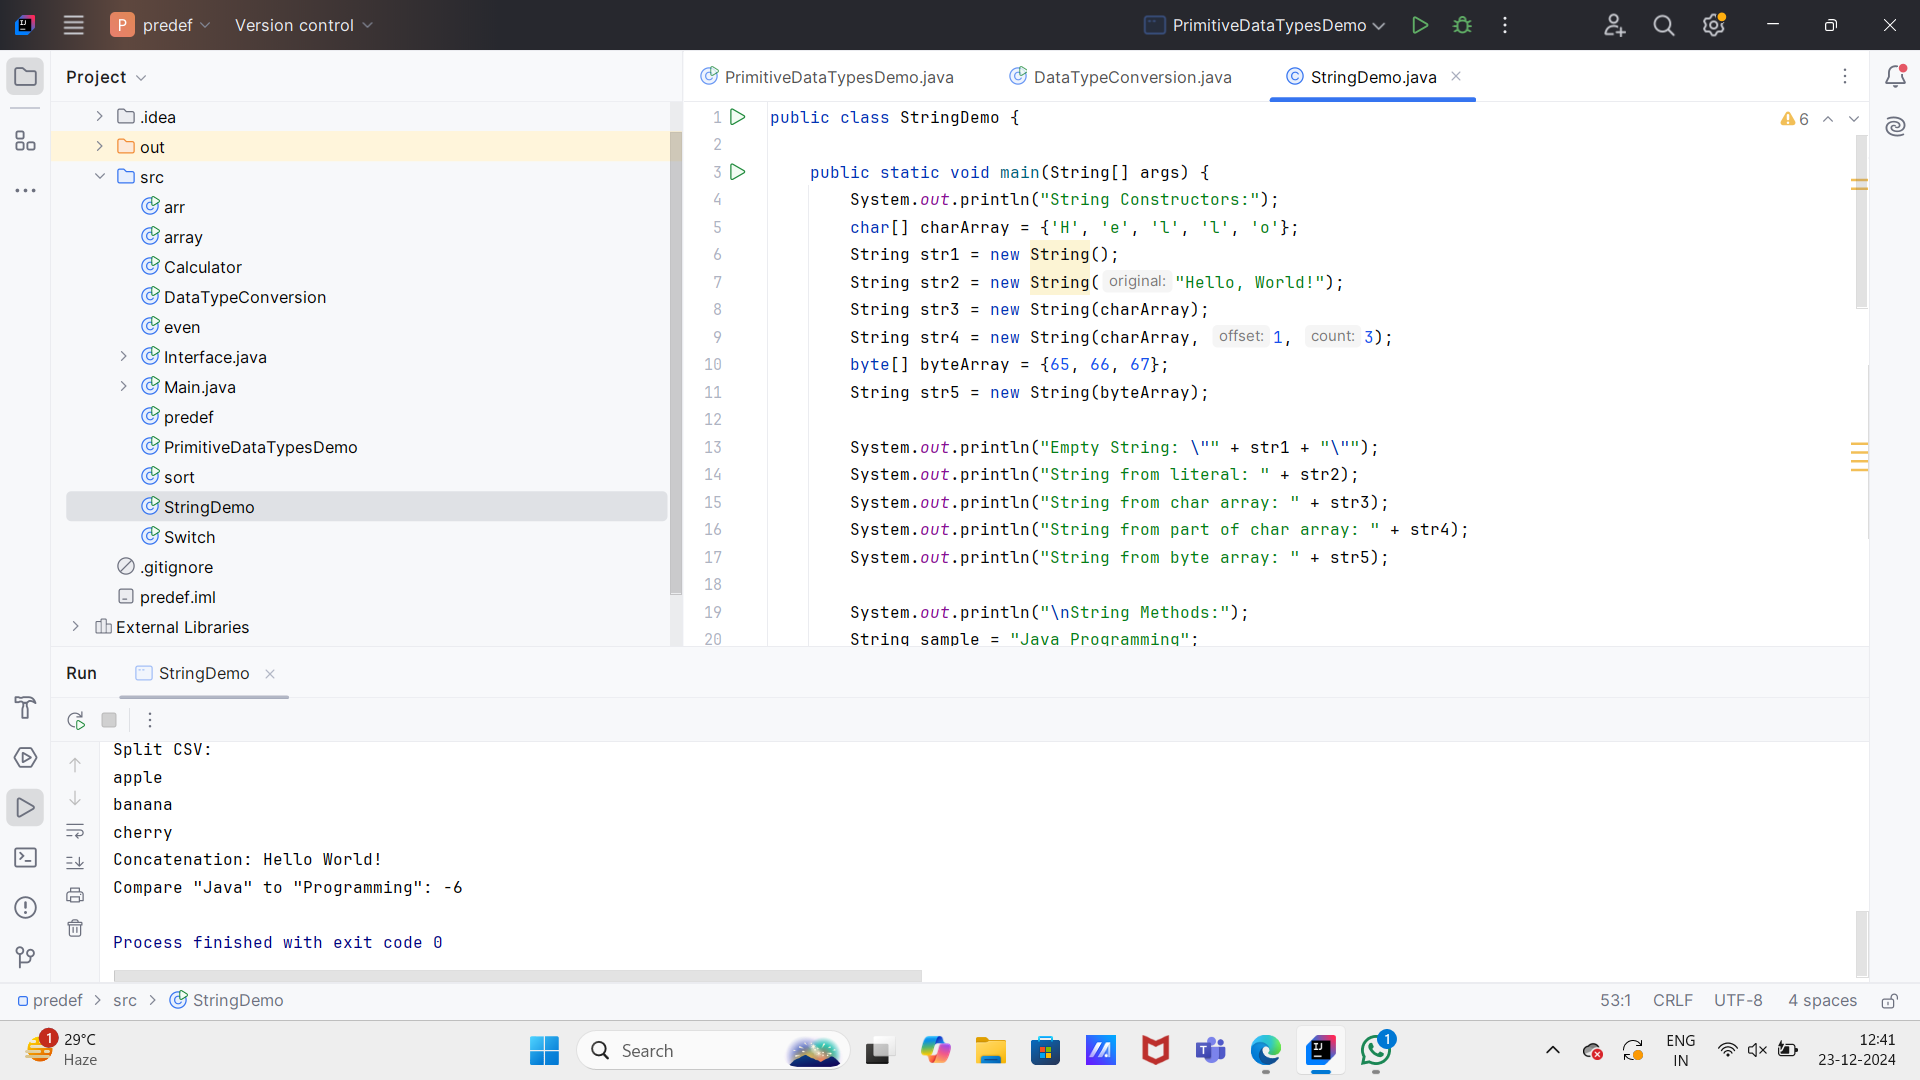 P predef Version control PrimitiveDataTypesDemo
Project
.idea
out
src
arr
array
Calculator
DataTypeConversion
even
Interface.java
Main.java
predef
PrimitiveDataTypesDemo
sort
StringDemo
Switch
.gitignore
predef.iml
External Libraries
PrimitiveDataTypesDemo.java DataTypeConversion.java StringDemo.java
6
1 public class StringDemo {
2
3 public static void main(String[] args) {
4 System.out.println("String Constructors:");
5 char[] charArray = {'H', 'e', 'l', 'l', 'o'};
6 String str1 = new String();
7 String str2 = new String( original: "Hello, World!");
8 String str3 = new String(charArray);
9 String str4 = new String(charArray, offset: 1, count: 3);
10 byte[] byteArray = {65, 66, 67};
11 String str5 = new String(byteArray);
12
13 System.out.println("Empty String: \"" + str1 + "\"");
14 System.out.println("String from literal: " + str2);
15 System.out.println("String from char array: " + str3);
16 System.out.println("String from part of char array: " + str4);
17 System.out.println("String from byte array: " + str5);
18
19 System.out.println("\nString Methods:");
20 String sample = "Java Programming";
Run StringDemo
Split CSV:
apple
banana
cherry
Concatenation: Hello World!
Compare "Java" to "Programming": -6
Process finished with exit code 0
predef > src > StringDemo
53:1 CRLF UTF-8 4 spaces
1
29°C
Haze
Search
1
ENG
IN
12:41
23-12-2024